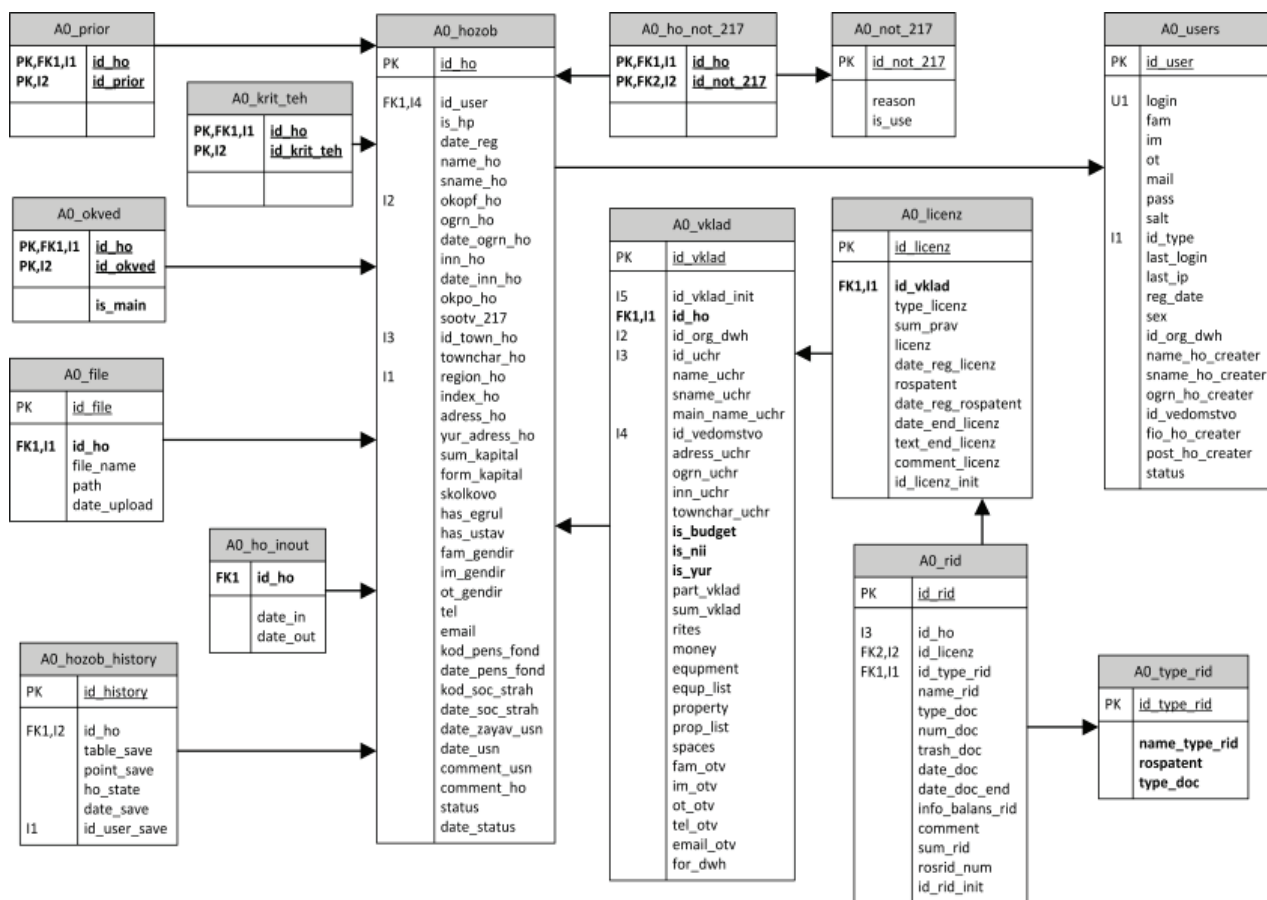 A0_prior
PK,FK1,I1 id_ho
PK,I2 id_prior
A0_krit_teh
PK,FK1,I1 id_ho
PK,I2 id_krit_teh
A0_okved
PK,FK1,I1 id_ho
PK,I2 id_okved
is_main
A0_file
PK id_file
FK1,I1 id_ho
file_name
path
date_upload
A0_ho_inout
FK1 id_ho
date_in
date_out
A0_hozob_history
PK id_history
FK1,I2 id_ho
table_save
point_save
ho_state
date_save
I1 id_user_save
A0_hozob
PK id_ho
FK1,I4 id_user
is_hp
date_reg
name_ho
sname_ho
I2 okopf_ho
ogrn_ho
date_ogrn_ho
inn_ho
date_inn_ho
okpo_ho
sootv_217
I3 id_town_ho
townchar_ho
I1 region_ho
index_ho
adress_ho
yur_adress_ho
sum_kapital
form_kapital
skolkovo
has_egrul
has_ustav
fam_gendir
im_gendir
ot_gendir
tel
email
kod_pens_fond
date_pens_fond
kod_soc_strah
date_soc_strah
date_zayav_usn
date_usn
comment_usn
comment_ho
status
date_status
A0_ho_not_217
PK,FK1,I1 id_ho
PK,FK2,I2 id_not_217
A0_not_217
PK id_not_217
reason
is_use
A0_vklad
PK id_vklad
I5 id_vklad_init
FK1,I1 id_ho
I2 id_org_dwh
I3 id_uchr
name_uchr
sname_uchr
main_name_uchr
I4 id_vedomstvo
adress_uchr
ogrn_uchr
inn_uchr
townchar_uchr
is_budget
is_nii
is_yur
part_vklad
sum_vklad
rites
money
equpment
equp_list
property
prop_list
spaces
fam_otv
im_otv
ot_otv
tel_otv
email_otv
for_dwh
A0_licenz
PK id_licenz
FK1,I1 id_vklad
type_licenz
sum_prav
licenz
date_reg_licenz
rospatent
date_reg_rospatent
date_end_licenz
text_end_licenz
comment_licenz
id_licenz_init
A0_rid
PK id_rid
I3 id_ho
FK2,I2 id_licenz
FK1,I1 id_type_rid
name_rid
type_doc
num_doc
trash_doc
date_doc
date_doc_end
info_balans_rid
comment
sum_rid
rosrid_num
id_rid_init
A0_users
PK id_user
U1 login
fam
im
ot
mail
pass
salt
I1 id_type
last_login
last_ip
reg_date
sex
id_org_dwh
name_ho_creater
sname_ho_creater
ogrn_ho_creater
id_vedomstvo
fio_ho_creater
post_ho_creater
status
A0_type_rid
PK id_type_rid
name_type_rid
rospatent
type_doc